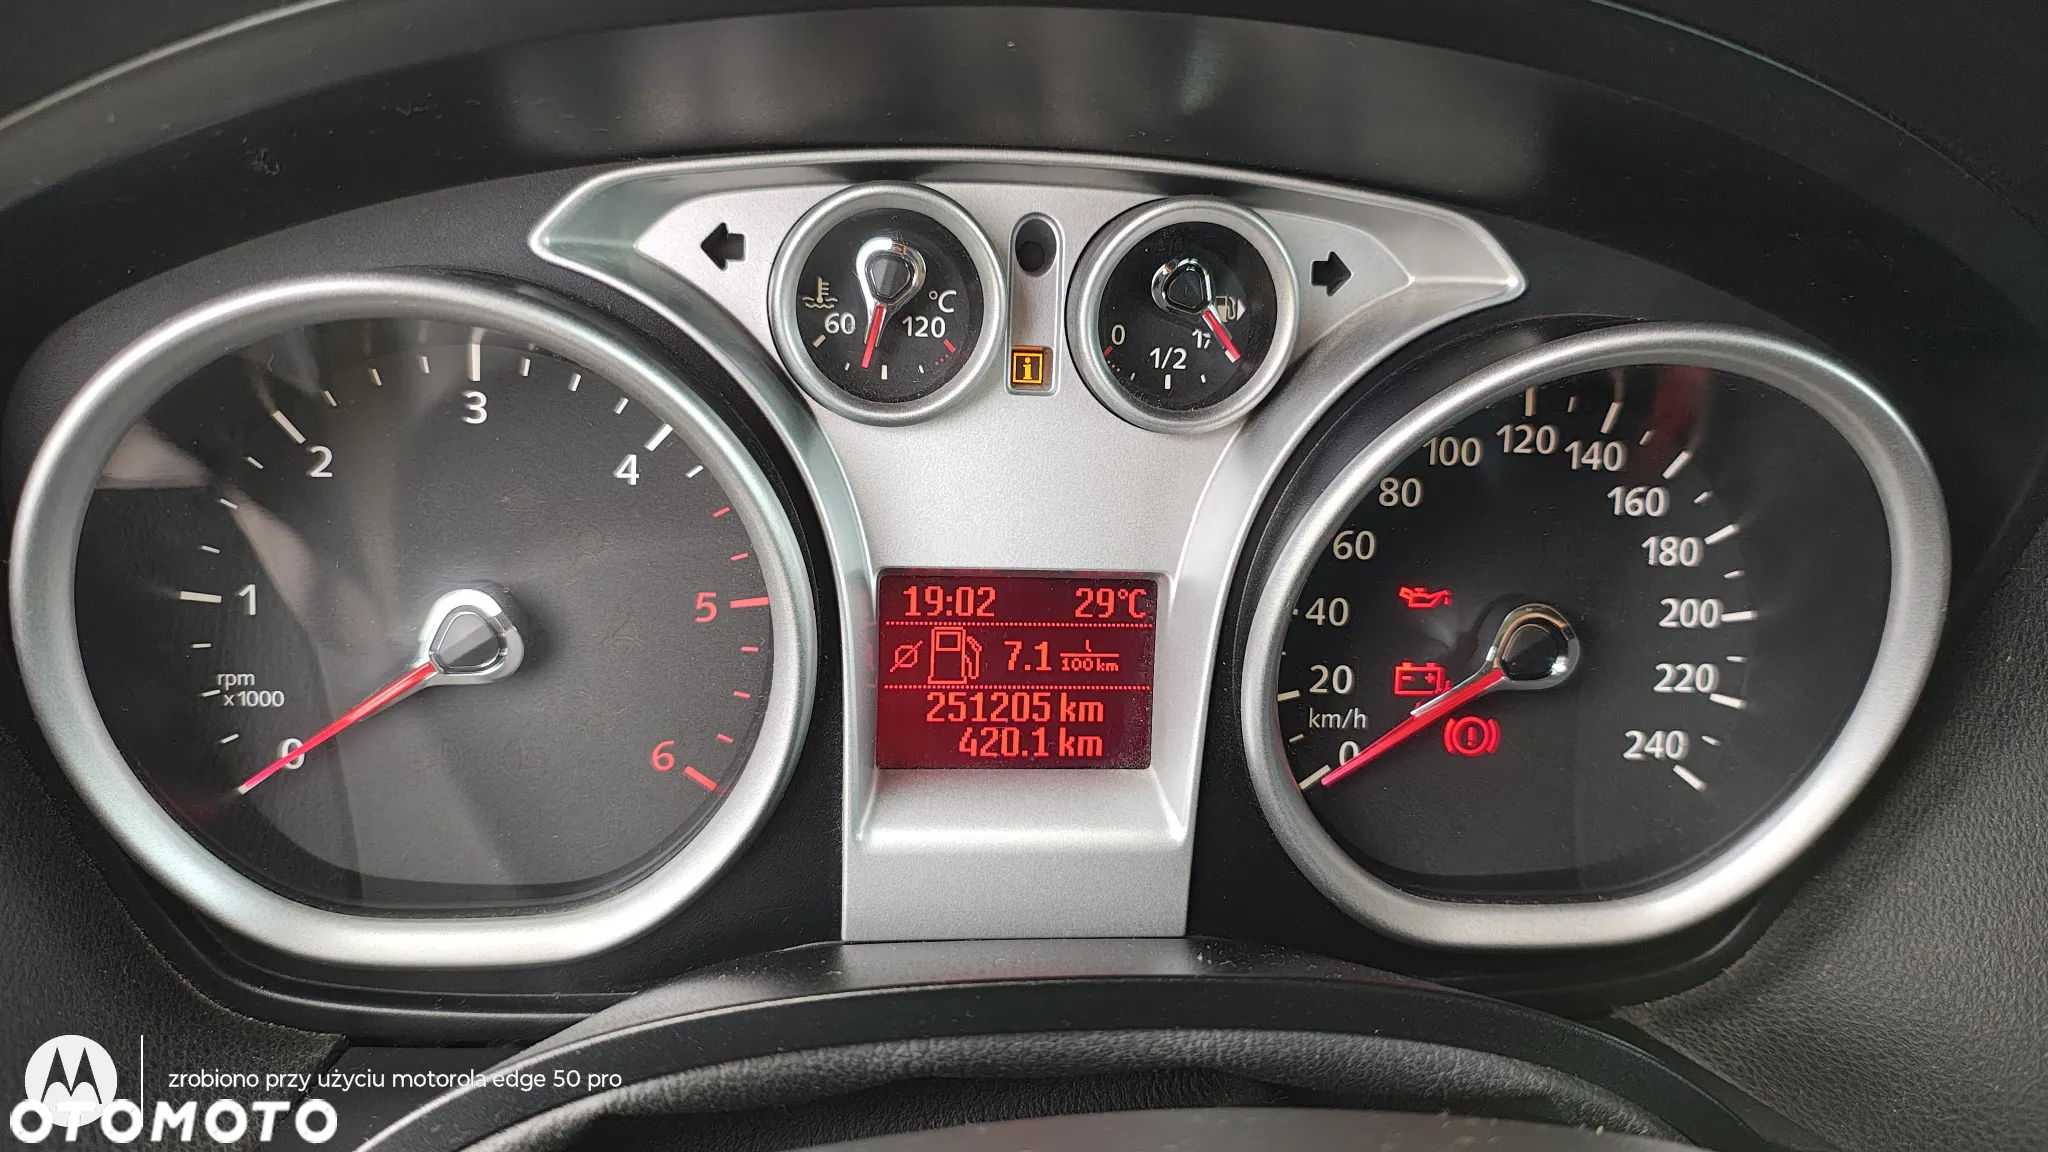 °C
60
120
0
1/2
i
3
2
4
1
5
rpm
x1000
0
6
19:02 29°C
7.1 L/100km
251205 km
420.1 km
100
120
140
80
160
60
180
40
200
20
220
km/h
0
240
zrobiono przy użyciu motorola edge 50 pro
OTOMOTO